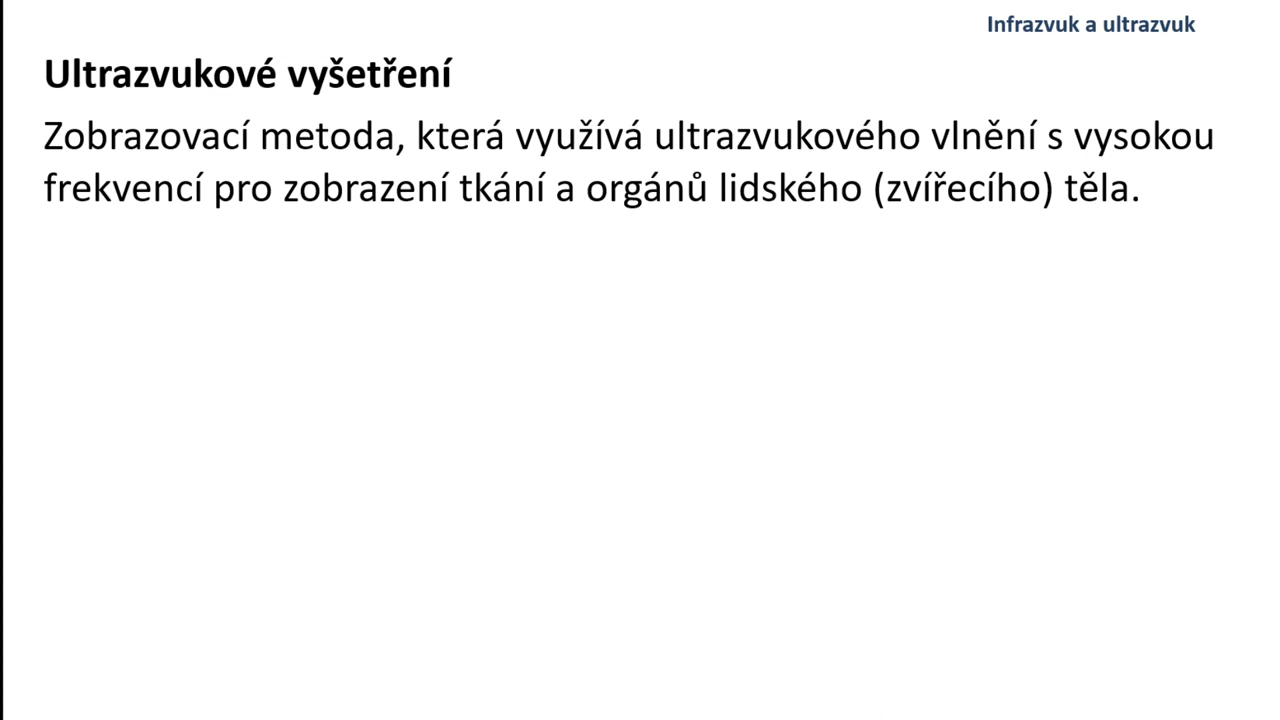 Infrazvuk a ultrazvuk
Ultrazvukové vyšetření
Zobrazovací metoda, která využívá ultrazvukového vlnění s vysokou
frekvencí pro zobrazení tkání a orgánů lidského (zvířecího) těla.